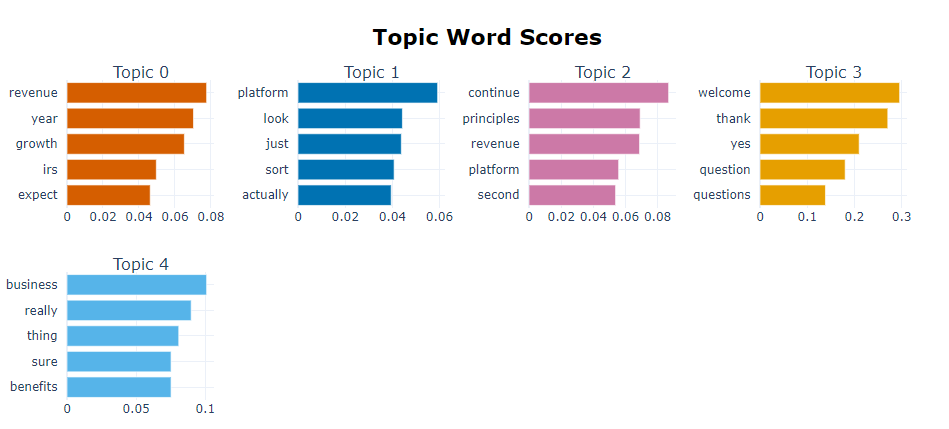 Topic Word Scores
Topic 0
revenue
year
growth
irs
expect
0 0.02 0.04 0.06 0.08
Topic 1
platform
look
just
sort
actually
0 0.02 0.04 0.06
Topic 2
continue
principles
revenue
platform
second
0 0.02 0.04 0.06 0.08
Topic 3
welcome
thank
yes
question
questions
0 0.1 0.2 0.3
Topic 4
business
really
thing
sure
benefits
0 0.05 0.1